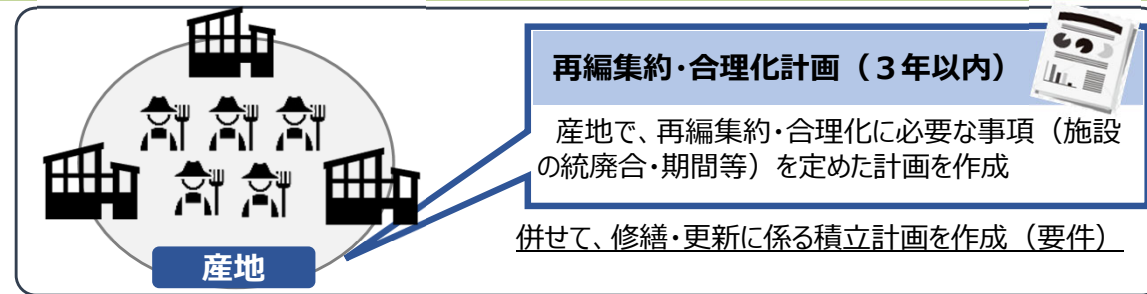 再編集約・合理化計画（３年以内）
産地で、再編集約・合理化に必要な事項（施設
の統廃合・期間等）を定めた計画を作成
併せて、修繕・更新に係る積立計画を作成（要件）
産地